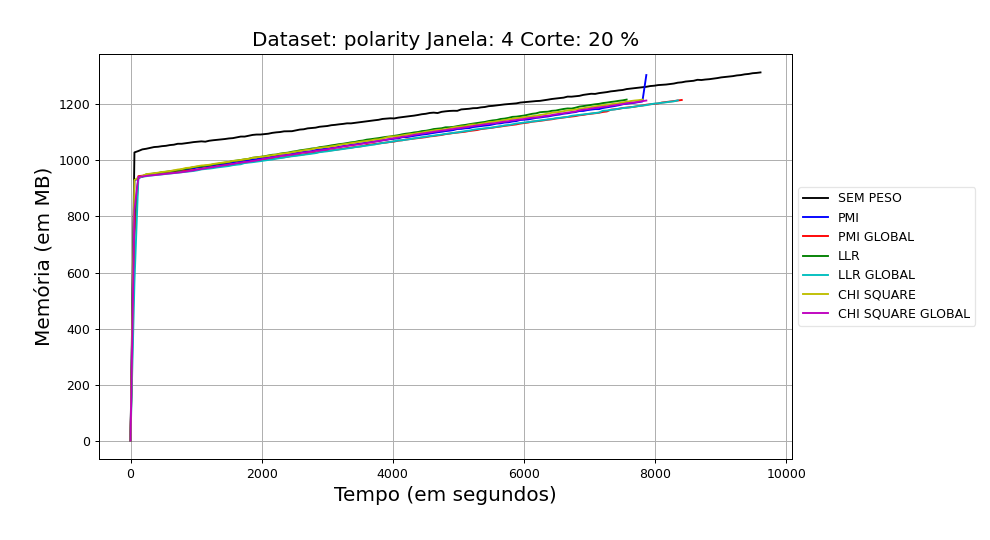 Dataset: polarity Janela: 4 Corte: 20 %
Memória (em MB)
1200
1000
800
600
400
200
0
0 2000 4000 6000 8000 10000
Tempo (em segundos)
SEM PESO
PMI
PMI GLOBAL
LLR
LLR GLOBAL
CHI SQUARE
CHI SQUARE GLOBAL